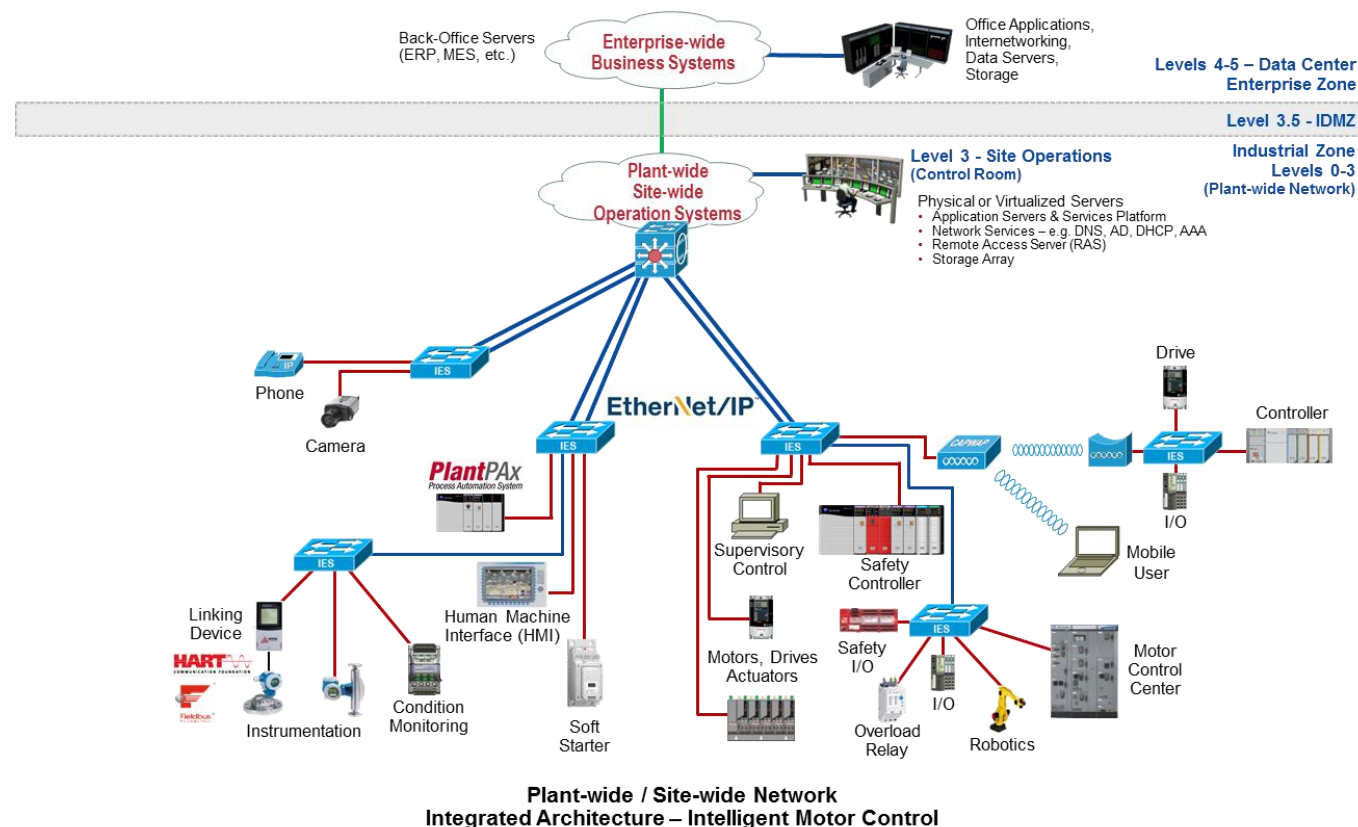 Back-Office Servers
(ERP, MES, etc.)
Enterprise-wide
Business Systems
Office Applications,
Internetworking,
Data Servers,
Storage
Levels 4-5 – Data Center
Enterprise Zone
Level 3.5 - IDMZ
Plant-wide
Site-wide
Operation Systems
Level 3 - Site Operations
(Control Room)
Industrial Zone
Levels 0-3
(Plant-wide Network)
Physical or Virtualized Servers
• Application Servers & Services Platform
• Network Services – e.g. DNS, AD, DHCP, AAA
• Remote Access Server (RAS)
• Storage Array
Phone
IES
Camera
EtherNet/IP™
IES
IES
CAPWAP
Drive
Controller
IES
I/O
PlantPAx
Process Automation System
Supervisory
Control
Safety
Controller
Mobile
User
IES
Linking
Device
HART
COMMUNICATION FOUNDATION
Fieldbus
Instrumentation
Condition
Monitoring
Human Machine
Interface (HMI)
Soft
Starter
Motors, Drives
Actuators
Safety
I/O
IES
I/O
Overload
Relay
Robotics
Motor
Control
Center
Plant-wide / Site-wide Network
Integrated Architecture – Intelligent Motor Control